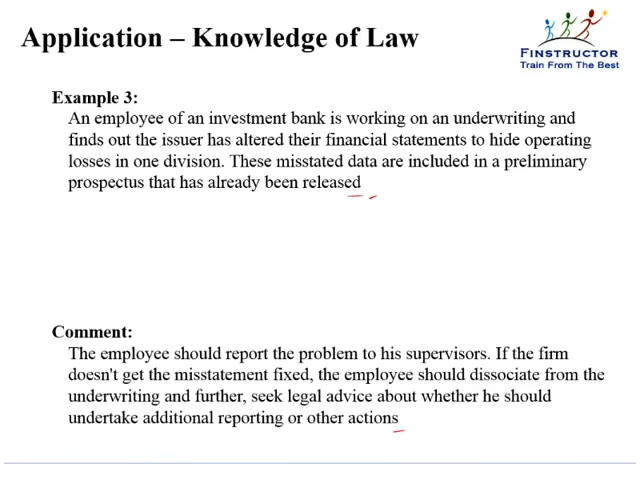 Application – Knowledge of Law
FINSTRUCTOR
Train From The Best
Example 3:
An employee of an investment bank is working on an underwriting and
finds out the issuer has altered their financial statements to hide operating
losses in one division. These misstated data are included in a preliminary
prospectus that has already been released
Comment:
The employee should report the problem to his supervisors. If the firm
doesn't get the misstatement fixed, the employee should dissociate from the
underwriting and further, seek legal advice about whether he should
undertake additional reporting or other actions